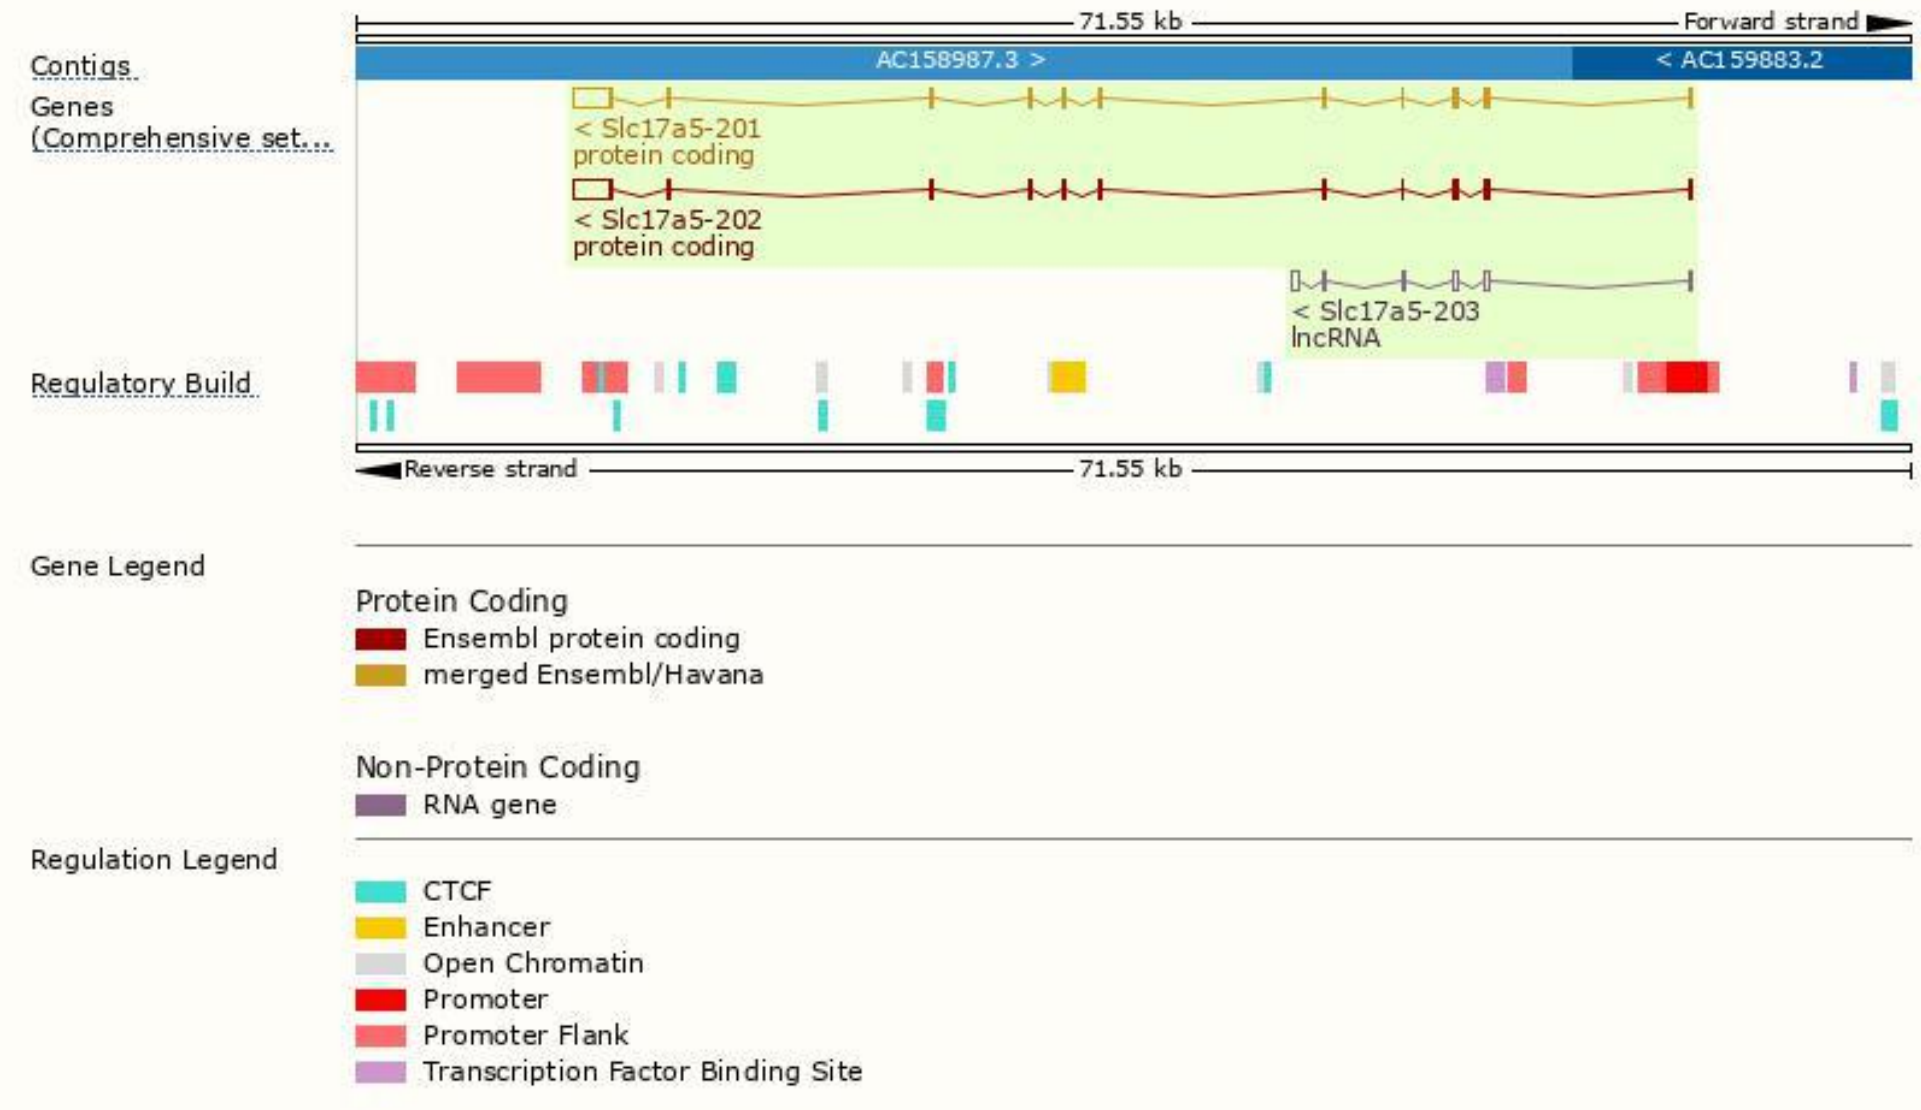 71.55 kb Forward strand
Contigs
AC158987.3 > < AC159883.2
Genes
(Comprehensive set...
< Slc17a5-201
protein coding
< Slc17a5-202
protein coding
< Slc17a5-203
lncRNA
Regulatory Build
Reverse strand 71.55 kb
Gene Legend
Protein Coding
Ensembl protein coding
merged Ensembl/Havana
Non-Protein Coding
RNA gene
Regulation Legend
CTCF
Enhancer
Open Chromatin
Promoter
Promoter Flank
Transcription Factor Binding Site